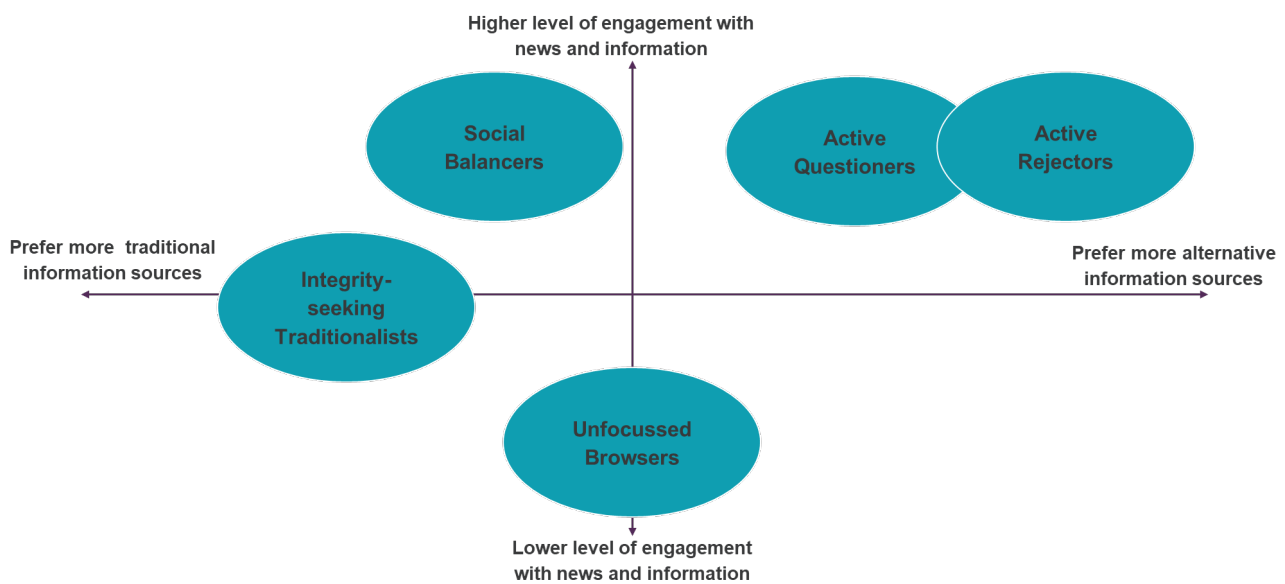 Higher level of engagement with
news and information
Social
Balancers
Active
Questioners
Active
Rejectors
Prefer more traditional
information sources
Prefer more alternative
information sources
Integrity-
seeking
Traditionalists
Unfocussed
Browsers
Lower level of engagement
with news and information